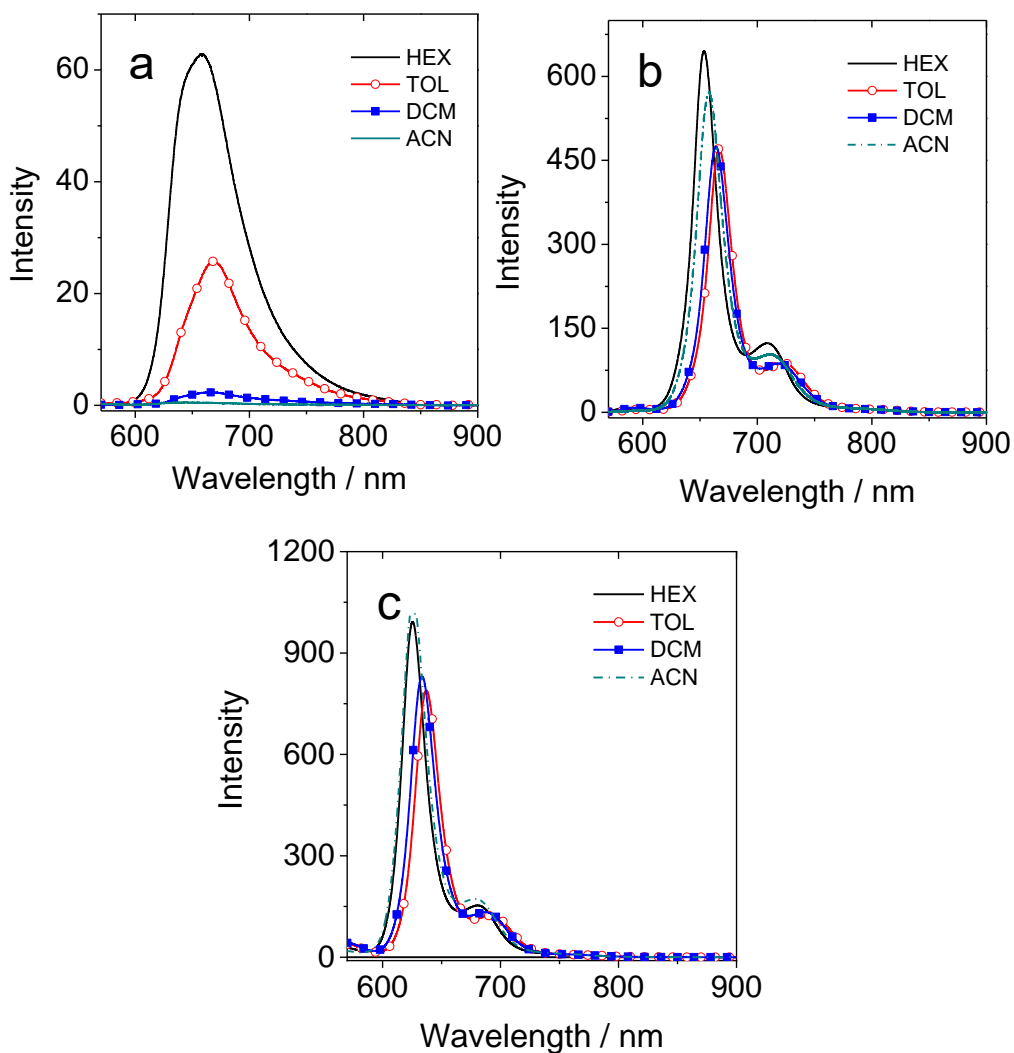 a
HEX
TOL
DCM
ACN
60
40
20
0
Intensity
600 700 800 900
Wavelength / nm
b
HEX
TOL
DCM
ACN
600
450
300
150
0
Intensity
600 700 800 900
Wavelength / nm
c
HEX
TOL
DCM
ACN
1200
900
600
300
0
Intensity
600 700 800 900
Wavelength / nm